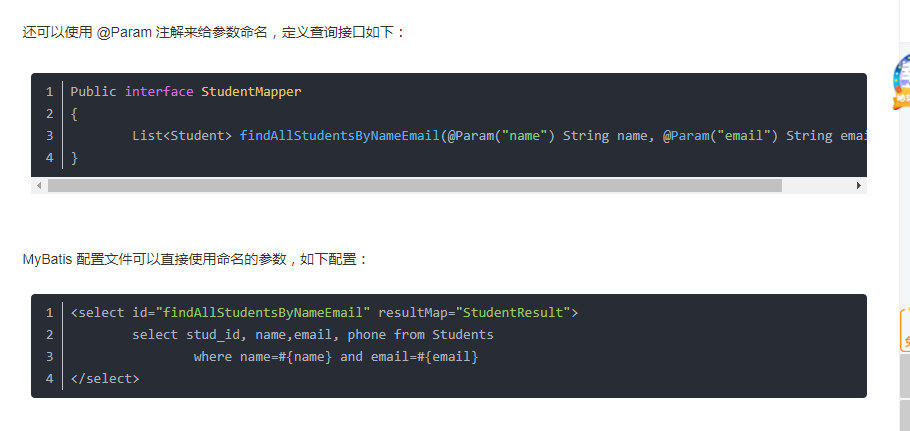 还可以使用 @Param 注解来给参数命名，定义查询接口如下：
1 Public interface StudentMapper
2 {
3 List<Student> findAllStudentsByNameEmail(@Param("name") String name, @Param("email") String emai
4 }
MyBatis 配置文件可以直接使用命名的参数，如下配置：
1 <select id="findAllStudentsByNameEmail" resultMap="StudentResult">
2 select stud_id, name,email, phone from Students
3 where name=#{name} and email=#{email}
4 </select>